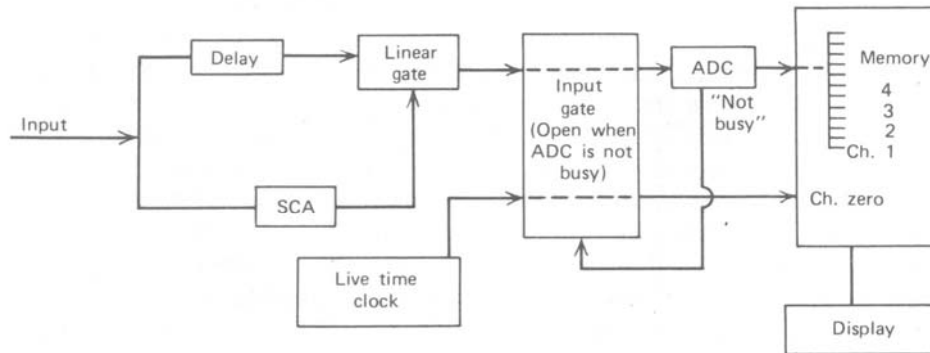 Input
Delay
Linear
gate
SCA
Live time
clock
Input
gate
(Open when
ADC is not
busy)
ADC
"Not
busy"
Memory
4
3
2
Ch. 1
Ch. zero
Display